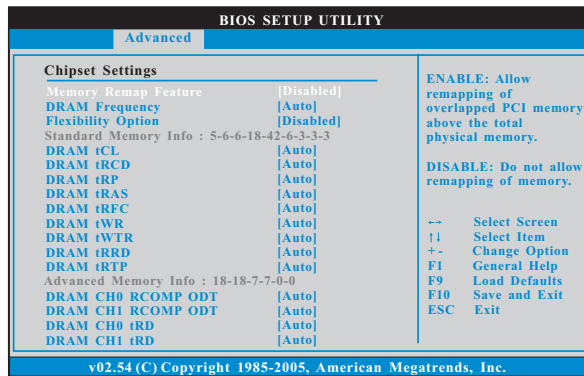 BIOS SETUP UTILITY
Advanced
Chipset Settings
Memory Remap Feature [Disabled]
DRAM Frequency [Auto]
Flexibility Option [Disabled]
Standard Memory Info : 5-6-6-18-42-6-3-3-3
DRAM tCL [Auto]
DRAM tRCD [Auto]
DRAM tRP [Auto]
DRAM tRAS [Auto]
DRAM tRFC [Auto]
DRAM tWR [Auto]
DRAM tWTR [Auto]
DRAM tRRD [Auto]
DRAM tRTP [Auto]
Advanced Memory Info : 18-18-7-7-0-0
DRAM CH0 RCOMP ODT [Auto]
DRAM CH1 RCOMP ODT [Auto]
DRAM CH0 tRD [Auto]
DRAM CH1 tRD [Auto]
ENABLE: Allow
remapping of
overlapped PCI memory
above the total
physical memory.
DISABLE: Do not allow
remapping of memory.
←→ Select Screen
↑↓ Select Item
+ - Change Option
F1 General Help
F9 Load Defaults
F10 Save and Exit
ESC Exit
v02.54 (C) Copyright 1985-2005, American Megatrends, Inc.